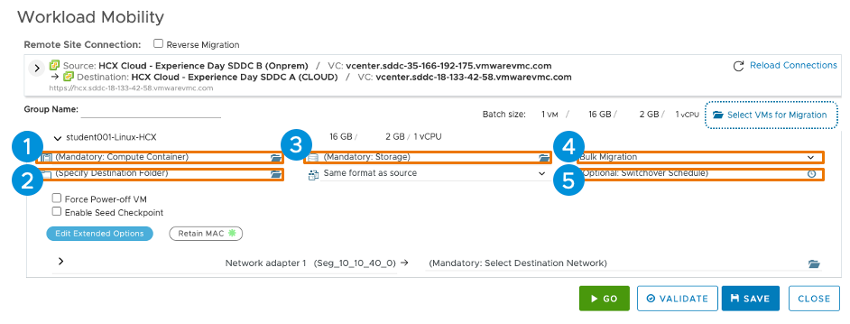 Workload Mobility
Remote Site Connection: Reverse Migration
Source: HCX Cloud - Experience Day SDDC B (Onprem) / VC: vcenter.sddc-35-166-192-175.vmwarevmc.com
Reload Connections
→ Destination: HCX Cloud - Experience Day SDDC A (CLOUD) / VC: vcenter.sddc-18-133-42-58.vmwarevmc.com
https://hcx.sddc-18-133-42-58.vmwarevmc.com
Group Name:
Batch size: 1 VM / 16 GB / 2 GB / 1 vCPU
Select VMs for Migration
student001-Linux-HCX 16 GB / 2 GB / 1 vCPU
1 (Mandatory: Compute Container) 3 (Mandatory: Storage) 4 Bulk Migration
2 (Specify Destination Folder) Same format as source 5 (Optional: Switchover Schedule)
Force Power-off VM
Enable Seed Checkpoint
Edit Extended Options Retain MAC
Network adapter 1 (Seg_10_10_40_0) → (Mandatory: Select Destination Network)
GO VALIDATE SAVE CLOSE